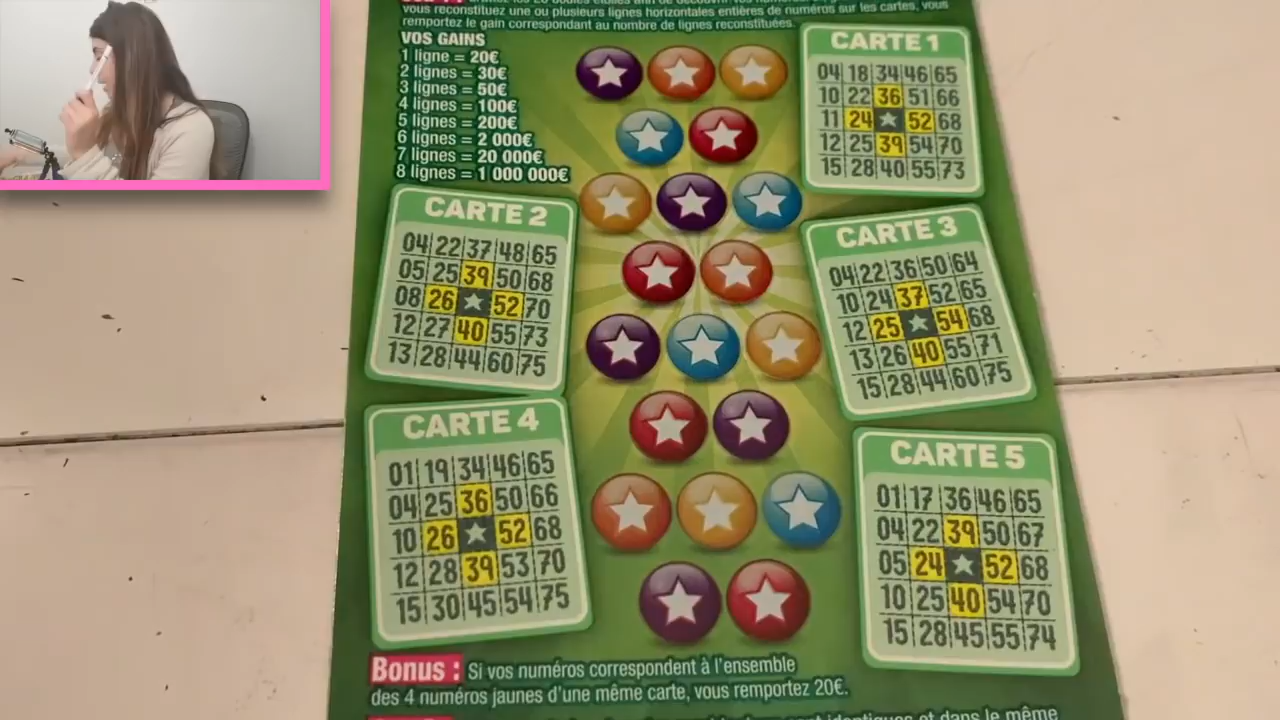 vous reconstituez une ou plusieurs lignes horizontales entières de numéros sur les cartes, vous
remportez le gain correspondant au nombre de lignes reconstituées.
VOS GAINS
1 ligne = 20€
2 lignes = 30€
3 lignes = 50€
4 lignes = 100€
5 lignes = 200€
6 lignes = 2 000€
7 lignes = 20 000€
8 lignes = 1 000 000€
CARTE 1
04 18 34 46 65
10 22 36 51 66
11 24 52 68
12 25 39 54 70
15 28 40 55 73
CARTE 2
04 22 37 48 65
05 25 39 50 68
08 26 52 70
12 27 40 55 73
13 28 44 60 75
CARTE 3
04 22 36 50 64
10 24 37 52 65
12 25 54 68
13 26 40 55 71
15 28 44 60 75
CARTE 4
01 19 34 46 65
04 25 36 50 66
10 26 52 68
12 28 39 53 70
15 30 45 54 75
CARTE 5
01 17 36 46 65
04 22 39 50 67
05 24 52 68
10 25 40 54 70
15 28 45 55 74
Bonus : Si vos numéros correspondent à l'ensemble
des 4 numéros jaunes d'une même carte, vous remportez 20€.
identiques et dans le même